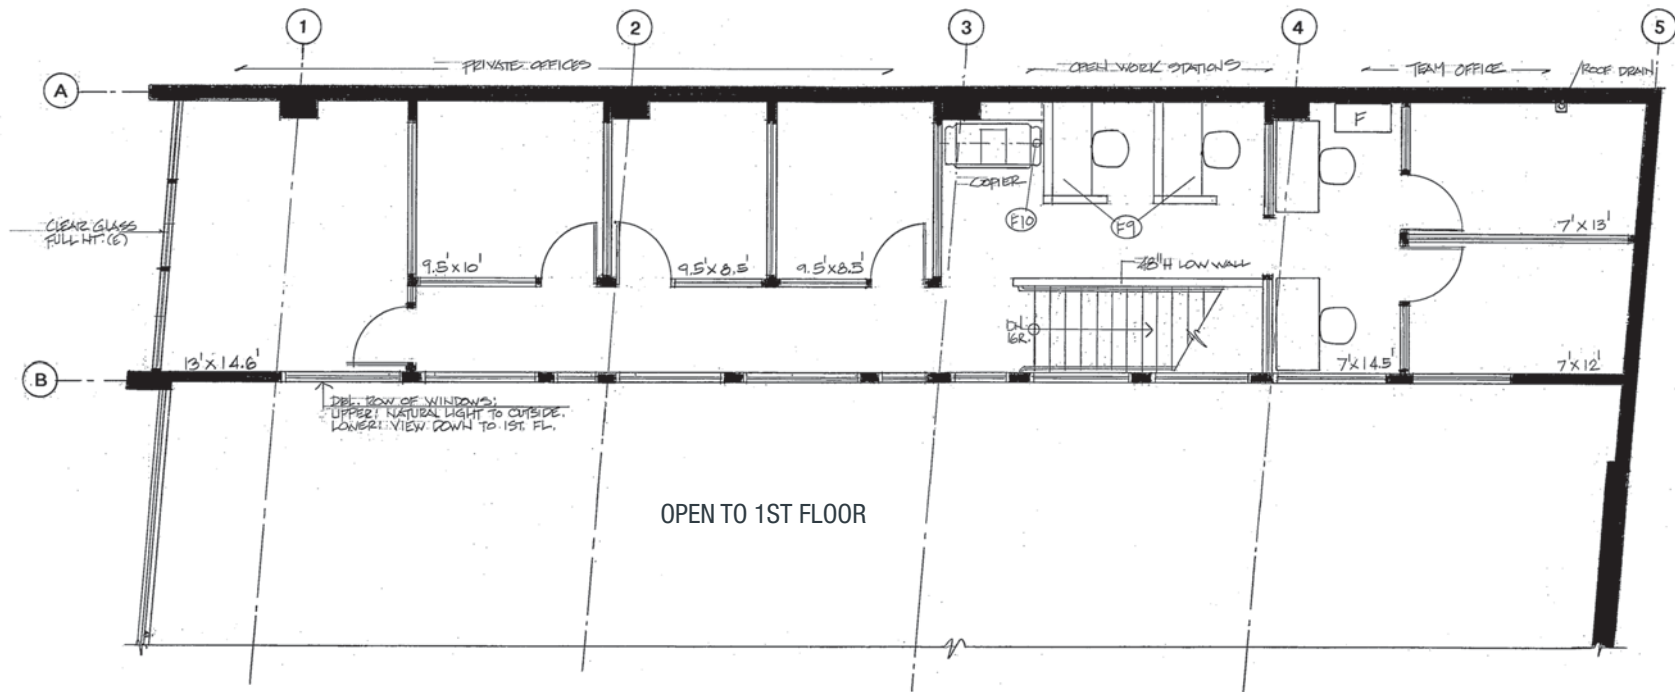 1 2 3 4 5
PRIVATE OFFICES
OPEN WORK STATIONS
TEAM OFFICE
ROOF DRAIN
A
F
COPIER
CLEAR GLASS
FULL HT. (E)
F10
F9
7'X13'
9.5'X10'
9.5'X8.5'
9.5'X8.5'
48"H LOW WALL
DN.
16R.
13'X14.6'
7'X14.5'
7'X12'
B
DBL. ROW OF WINDOWS:
UPPER: NATURAL LIGHT TO OUTSIDE.
LOWER: VIEW DOWN TO 1ST. FL.
OPEN TO 1ST FLOOR